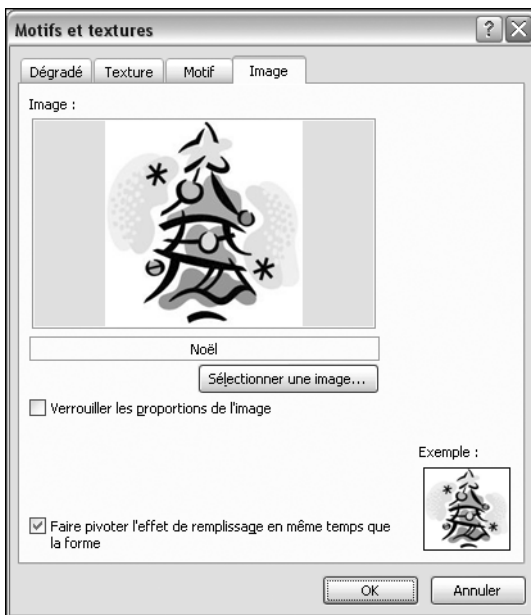 Motifs et textures
Dégradé
Texture
Motif
Image
Image :
Noël
Sélectionner une image...
Verrouiller les proportions de l'image
Exemple :
Faire pivoter l'effet de remplissage en même temps que
la forme
OK
Annuler